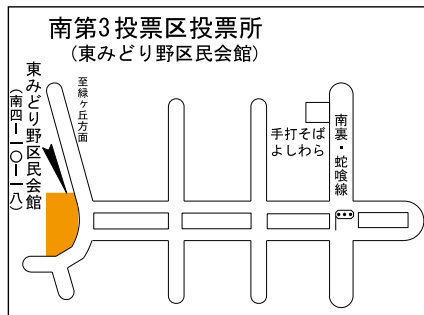 南第3投票区投票所
(東みどり野区民会館)
東みどり野区民会館
(南四ー一〇ー一八)
至緑ヶ丘方面
手打そば
よしわら
南裏・蛇喰線